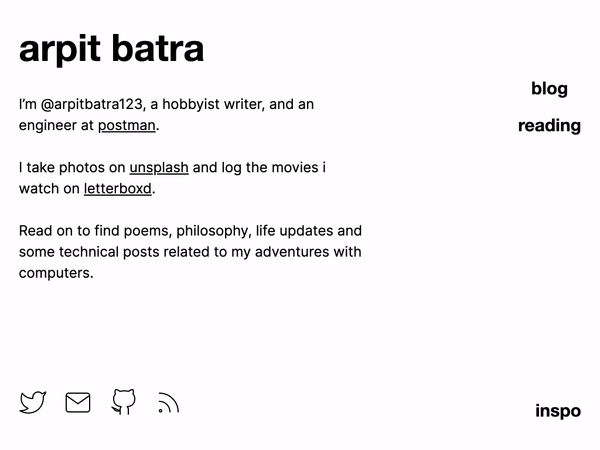 arpit batra
blog
I'm @arpitbatra123, a hobbyist writer, and an
engineer at postman.
reading
I take photos on unsplash and log the movies i
watch on letterboxd.
Read on to find poems, philosophy, life updates and
some technical posts related to my adventures with
computers.
inspo